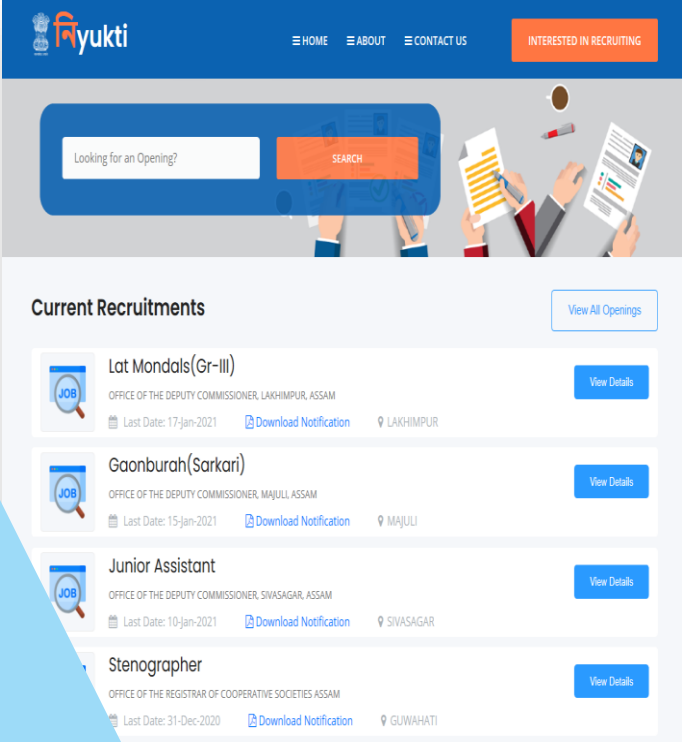 नियukti
HOME ABOUT CONTACT US INTERESTED IN RECRUITING
Looking for an Opening? SEARCH
Current Recruitments View All Openings
JOB
Lat Mondals(Gr-III)
OFFICE OF THE DEPUTY COMMISSIONER, LAKHIMPUR, ASSAM
Last Date: 17-Jan-2021 Download Notification LAKHIMPUR
View Details
JOB
Gaonburah(Sarkari)
OFFICE OF THE DEPUTY COMMISSIONER, MAJULI, ASSAM
Last Date: 15-Jan-2021 Download Notification MAJULI
View Details
JOB
Junior Assistant
OFFICE OF THE DEPUTY COMMISSIONER, SIVASAGAR, ASSAM
Last Date: 10-Jan-2021 Download Notification SIVASAGAR
View Details
Stenographer
OFFICE OF THE REGISTRAR OF COOPERATIVE SOCIETIES ASSAM
Last Date: 31-Dec-2020 Download Notification GUWAHATI
View Details